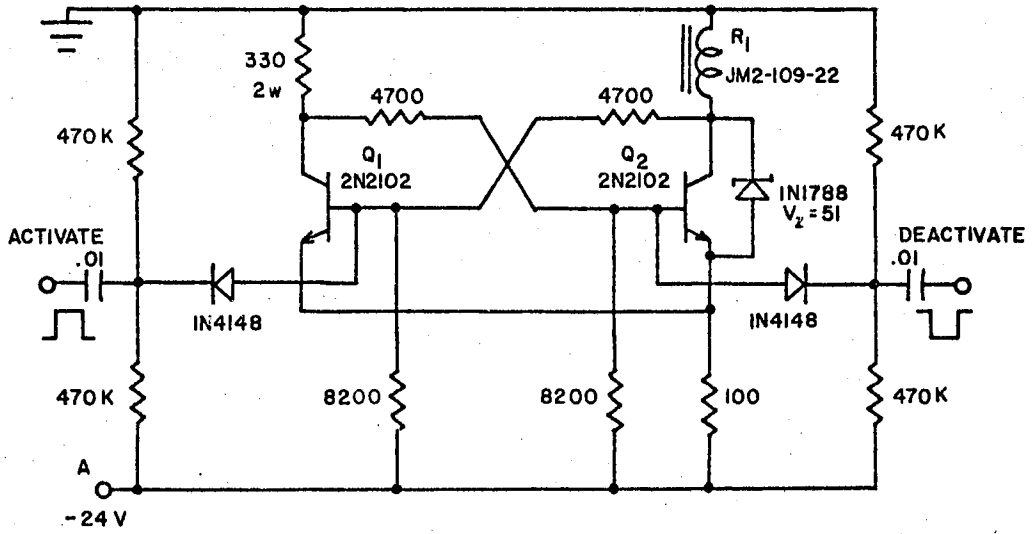 330
2W
R1
JM2-109-22
4700
4700
470K
470K
Q1
2N2102
Q2
2N2102
1N1788
VZ=51
ACTIVATE
.01
DEACTIVATE
.01
1N4148
1N4148
470K
8200
8200
100
470K
A
-24V